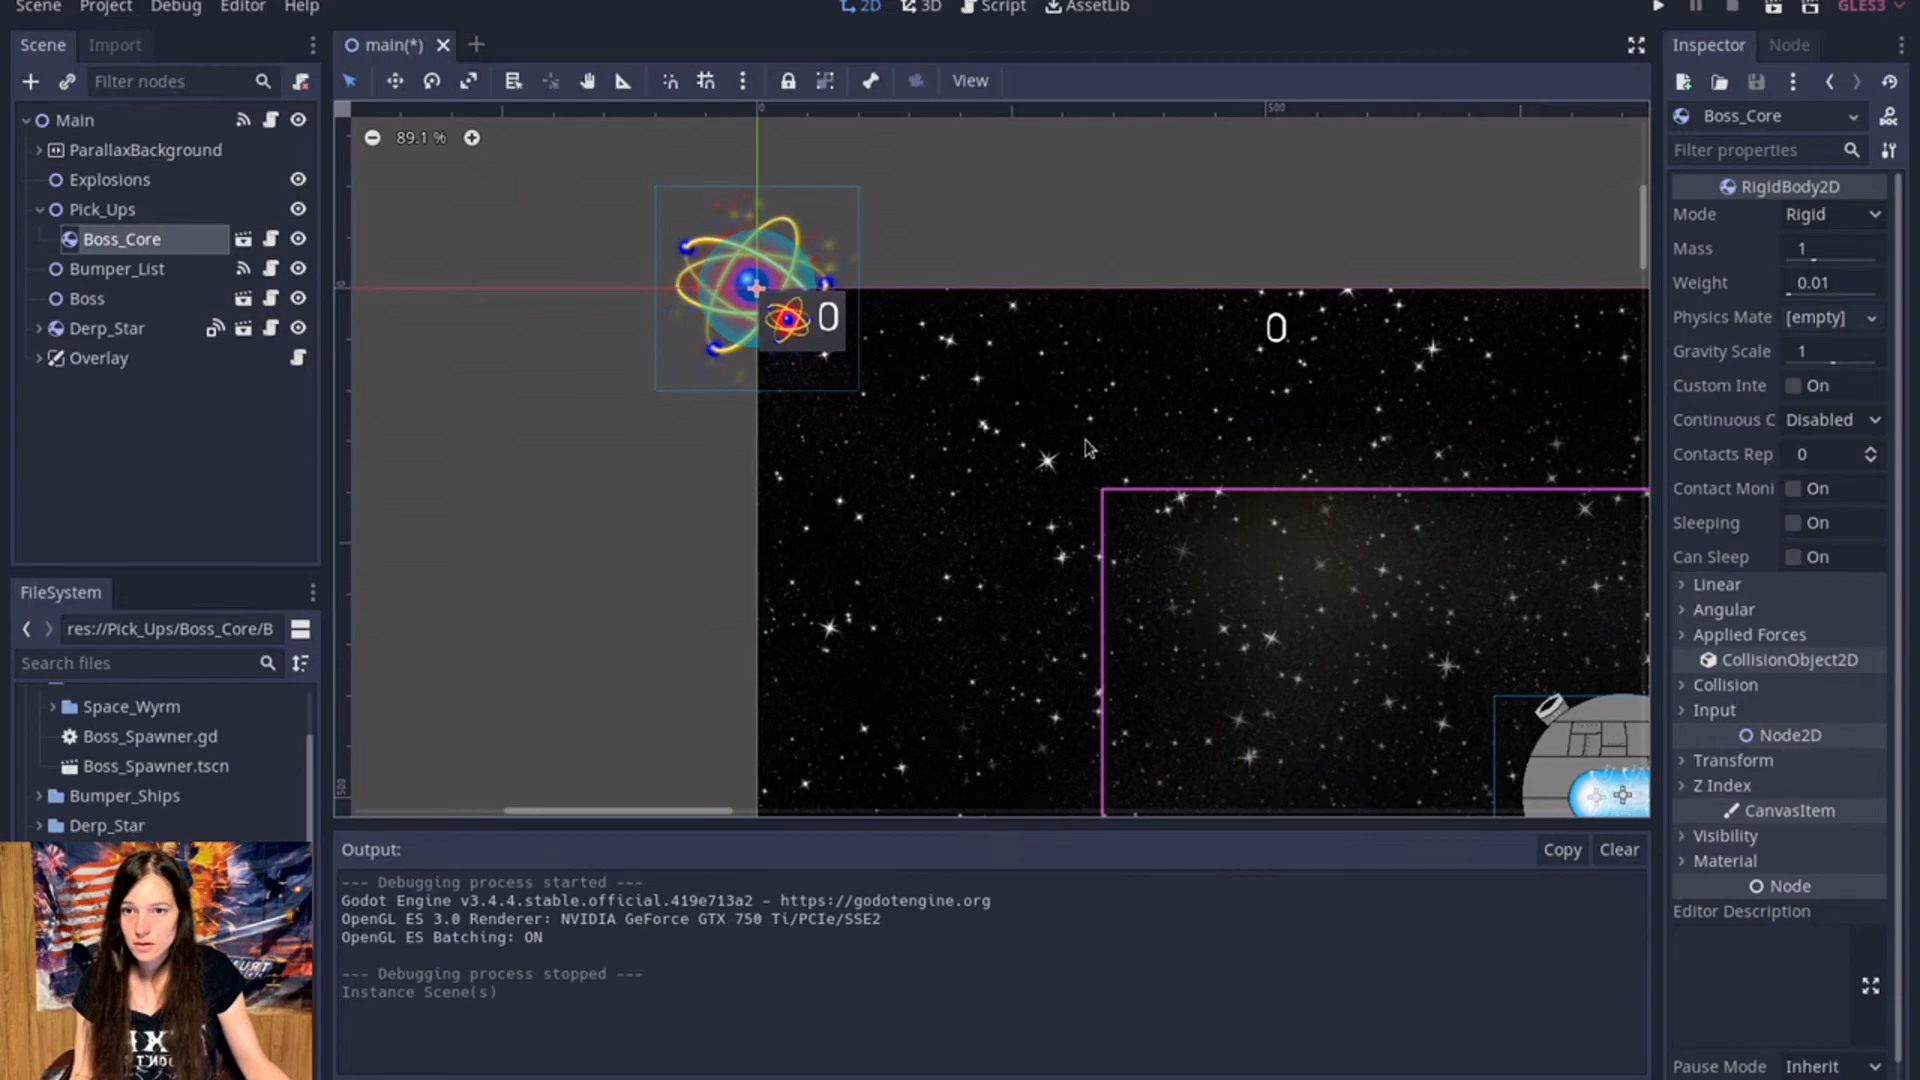 Scene Project Debug Editor Help
2D 3D Script AssetLib
GLES3
Scene Import
Filter nodes
Main
ParallaxBackground
Explosions
Pick_Ups
Boss_Core
Bumper_List
Boss
Derp_Star
Overlay
FileSystem
res://Pick_Ups/Boss_Core/B
Search files
Space_Wyrm
Boss_Spawner.gd
Boss_Spawner.tscn
Bumper_Ships
Derp_Star
main(*)
View
0 500
89.1 %
0
0
0
500
Output: Copy Clear
--- Debugging process started ---
Godot Engine v3.4.4.stable.official.419e713a2 - https://godotengine.org
OpenGL ES 3.0 Renderer: NVIDIA GeForce GTX 750 Ti/PCIe/SSE2
OpenGL ES Batching: ON
--- Debugging process stopped ---
Instance Scene(s)
Inspector Node
Boss_Core
Filter properties
RigidBody2D
Mode Rigid
Mass 1
Weight 0.01
Physics Mate [empty]
Gravity Scale 1
Custom Inte On
Continuous C Disabled
Contacts Rep 0
Contact Moni On
Sleeping On
Can Sleep On
Linear
Angular
Applied Forces
CollisionObject2D
Collision
Input
Node2D
Transform
Z Index
CanvasItem
Visibility
Material
Node
Editor Description
Pause Mode Inherit